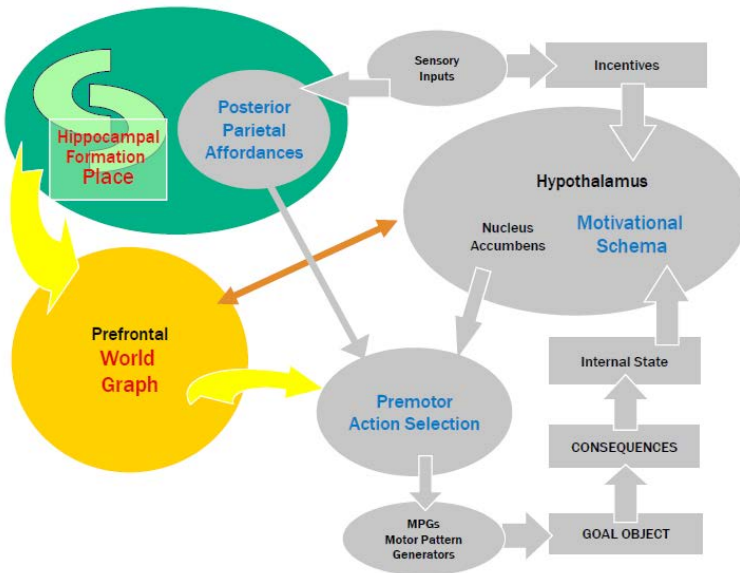 Sensory
Inputs
Incentives
Posterior
Parietal
Affordances
Hippocampal
Formation
Place
Hypothalamus
Nucleus
Accumbens
Motivational
Schema
Prefrontal
World
Graph
Internal State
Premotor
Action Selection
CONSEQUENCES
MPGs
Motor Pattern
Generators
GOAL OBJECT